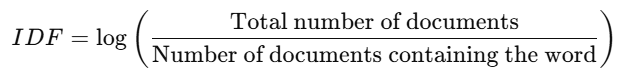 IDF = log ( Total number of documents / Number of documents containing the word )